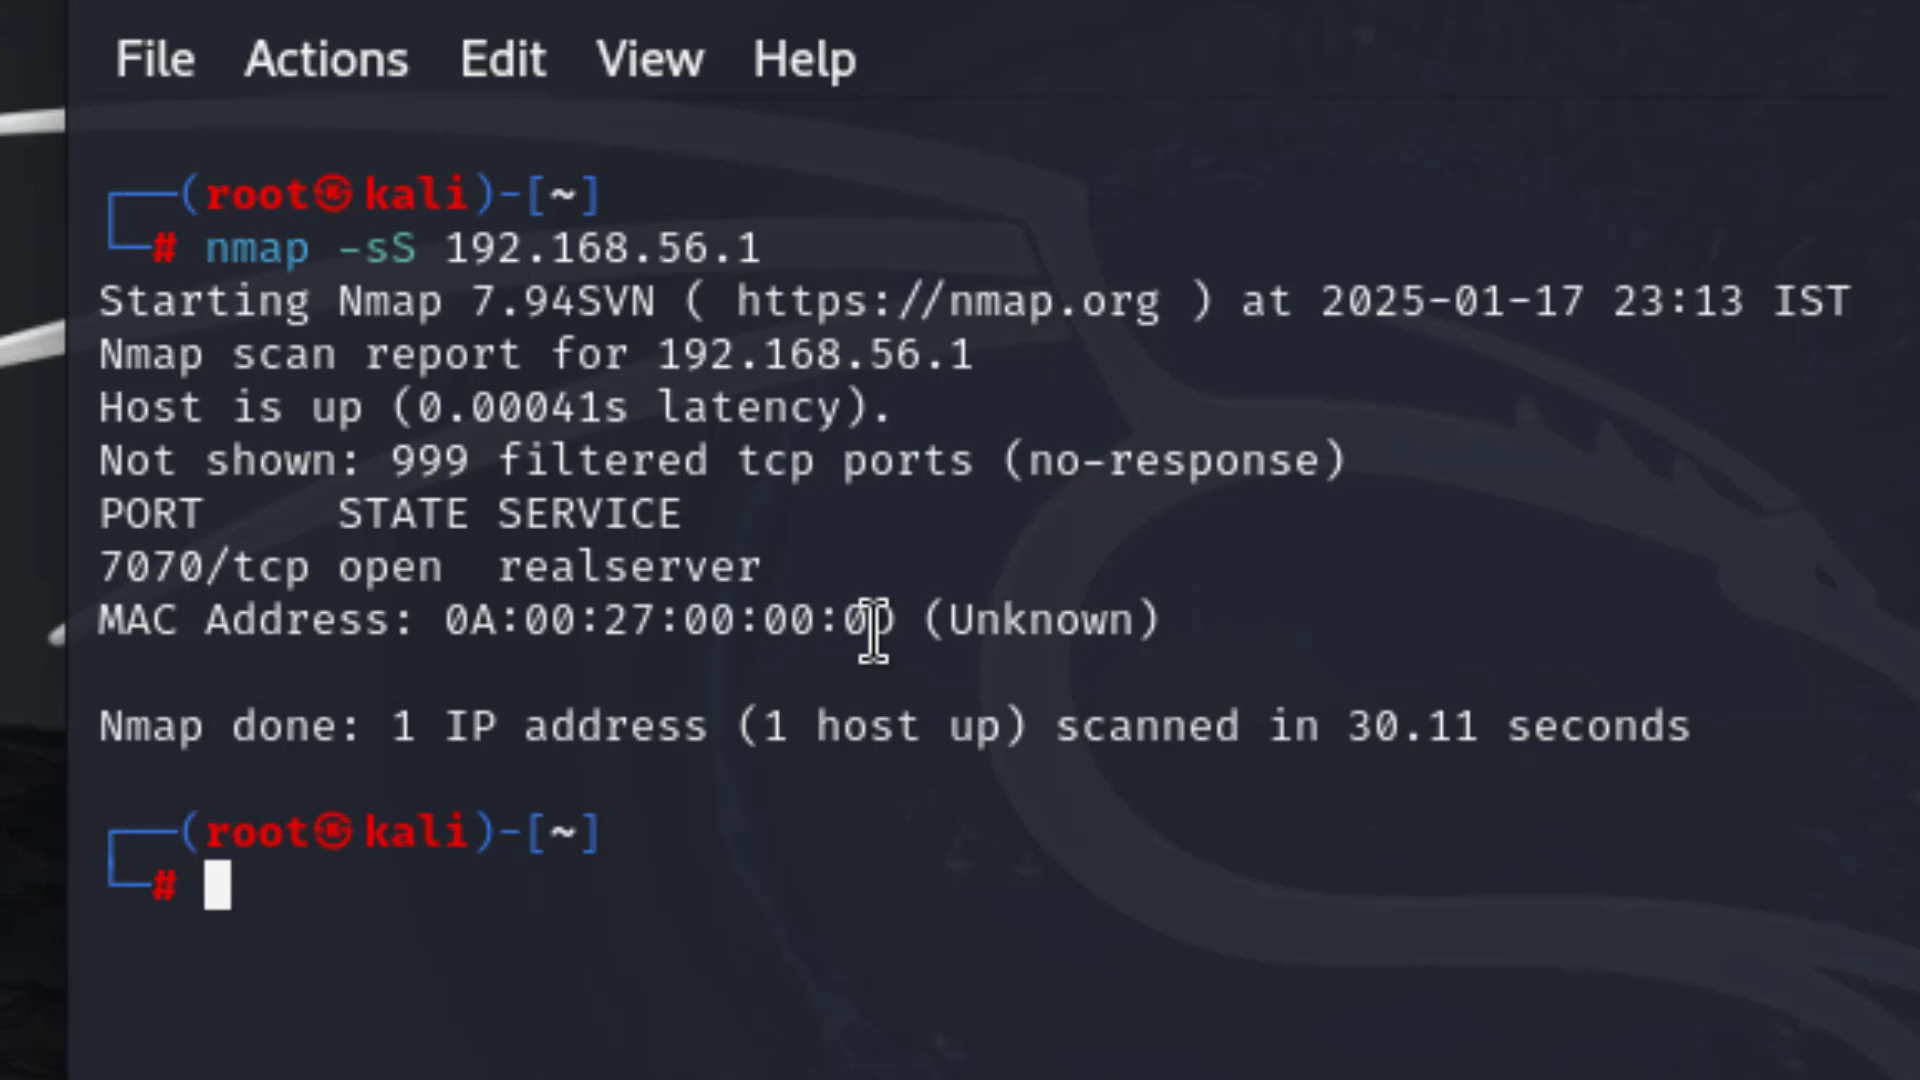 File Actions Edit View Help
┌──(root㉿kali)-[~]
└─# nmap -sS 192.168.56.1
Starting Nmap 7.94SVN ( https://nmap.org ) at 2025-01-17 23:13 IST
Nmap scan report for 192.168.56.1
Host is up (0.00041s latency).
Not shown: 999 filtered tcp ports (no-response)
PORT     STATE SERVICE
7070/tcp open  realserver
MAC Address: 0A:00:27:00:00: (Unknown)
Nmap done: 1 IP address (1 host up) scanned in 30.11 seconds
┌──(root㉿kali)-[~]
└─#